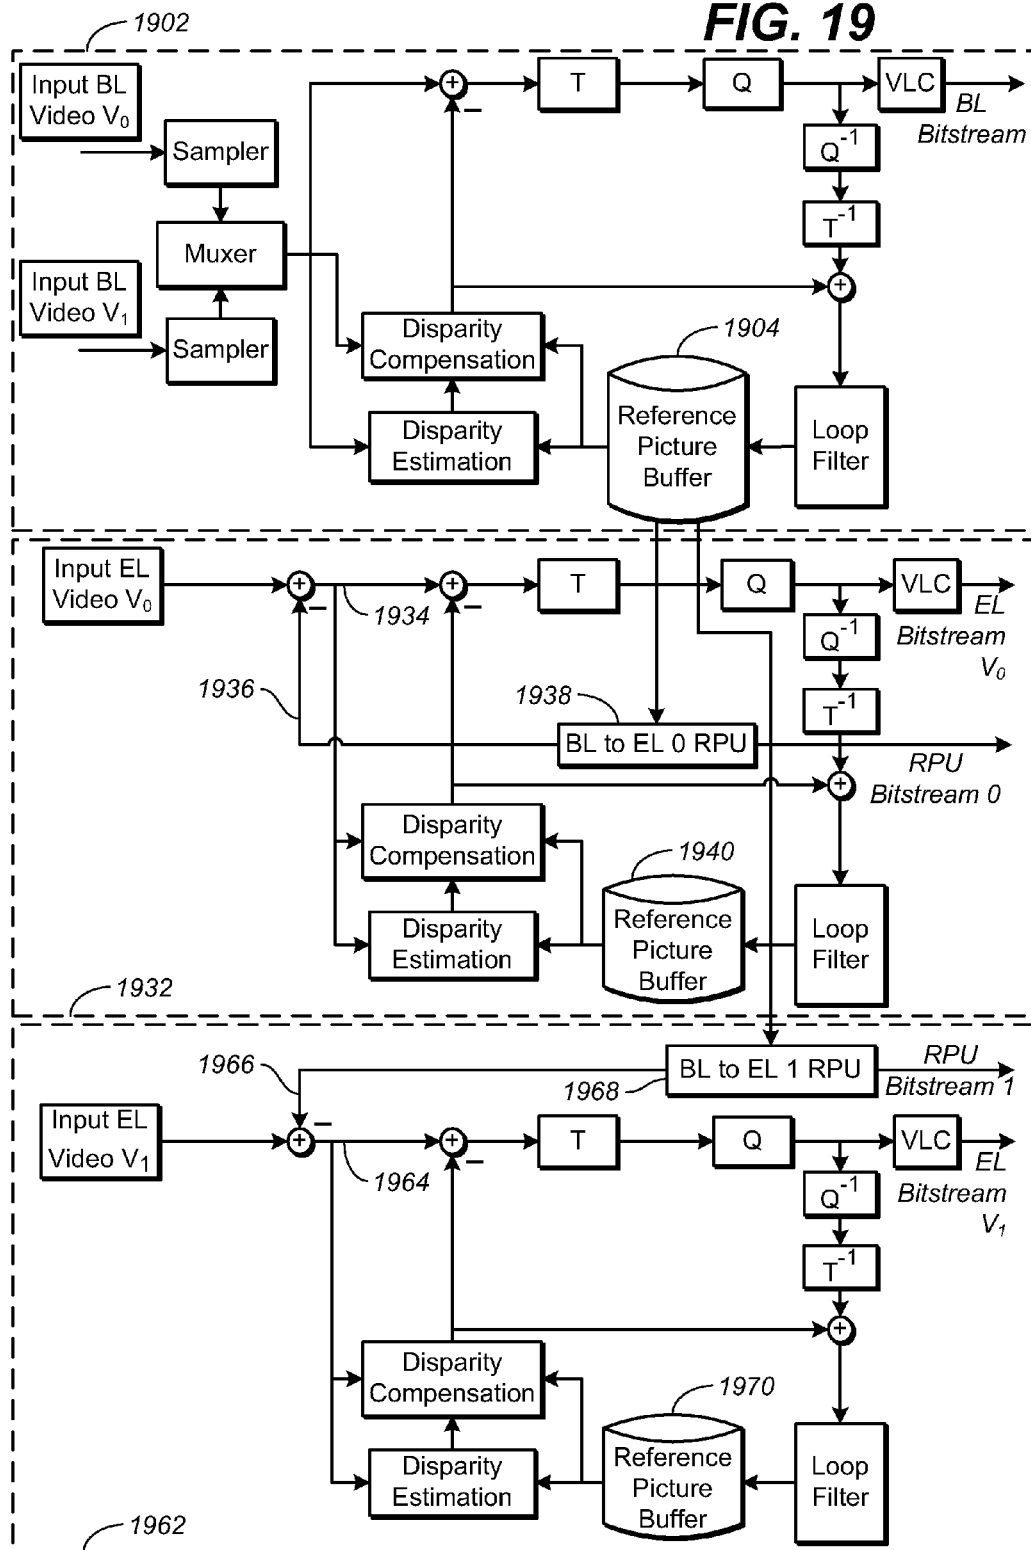 FIG. 19
1902
Input BL
Video V0
Sampler
Muxer
Input BL
Video V1
Sampler
+
−
T
Q
VLC
BL
Bitstream
Q-1
T-1
+
Disparity
Compensation
Disparity
Estimation
1904
Reference
Picture
Buffer
Loop
Filter
Input EL
Video V0
+
−
1934
+
−
T
Q
VLC
EL
Bitstream
V0
Q-1
T-1
1936
1938
BL to EL 0 RPU
RPU
Bitstream 0
+
Disparity
Compensation
Disparity
Estimation
1940
Reference
Picture
Buffer
Loop
Filter
1932
1966
BL to EL 1 RPU
1968
RPU
Bitstream 1
Input EL
Video V1
−
+
1964
+
−
T
Q
VLC
EL
Bitstream
V1
Q-1
T-1
+
Disparity
Compensation
Disparity
Estimation
1970
Reference
Picture
Buffer
Loop
Filter
1962